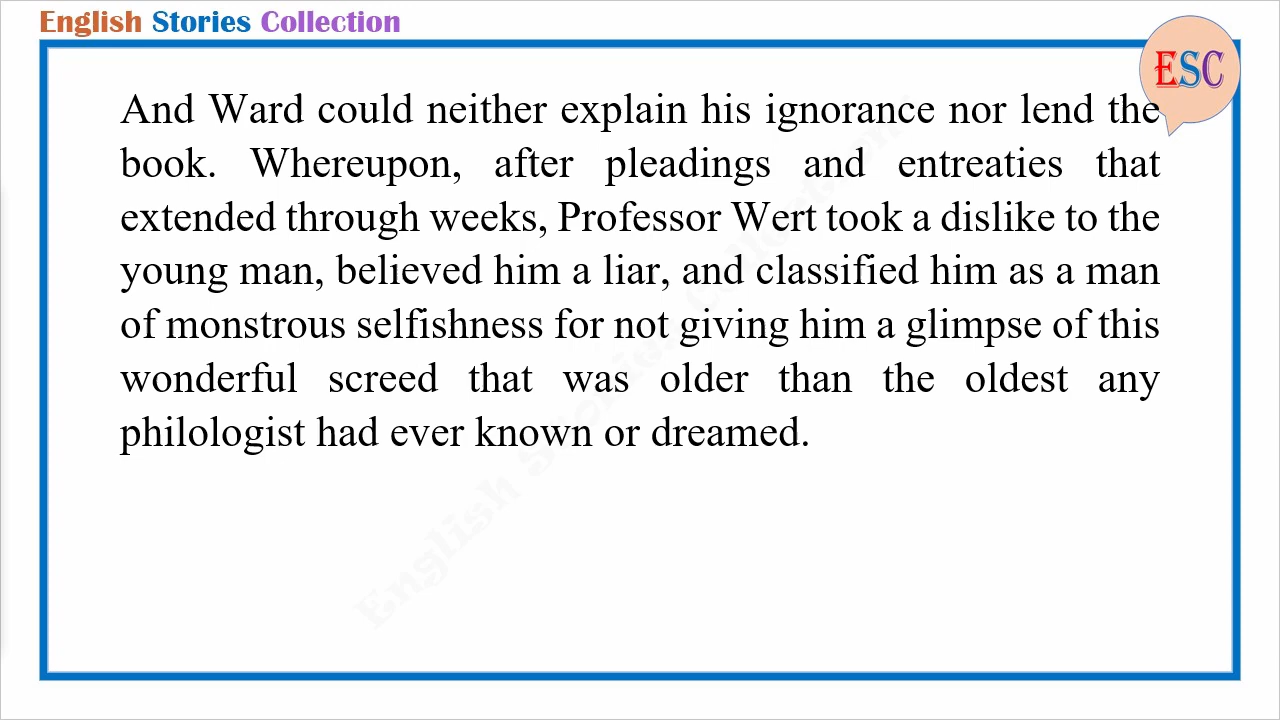 English Stories Collection
ESC
And Ward could neither explain his ignorance nor lend the
book. Whereupon, after pleadings and entreaties that
extended through weeks, Professor Wert took a dislike to the
young man, believed him a liar, and classified him as a man
of monstrous selfishness for not giving him a glimpse of this
wonderful screed that was older than the oldest any
philologist had ever known or dreamed.
English Stories Collection